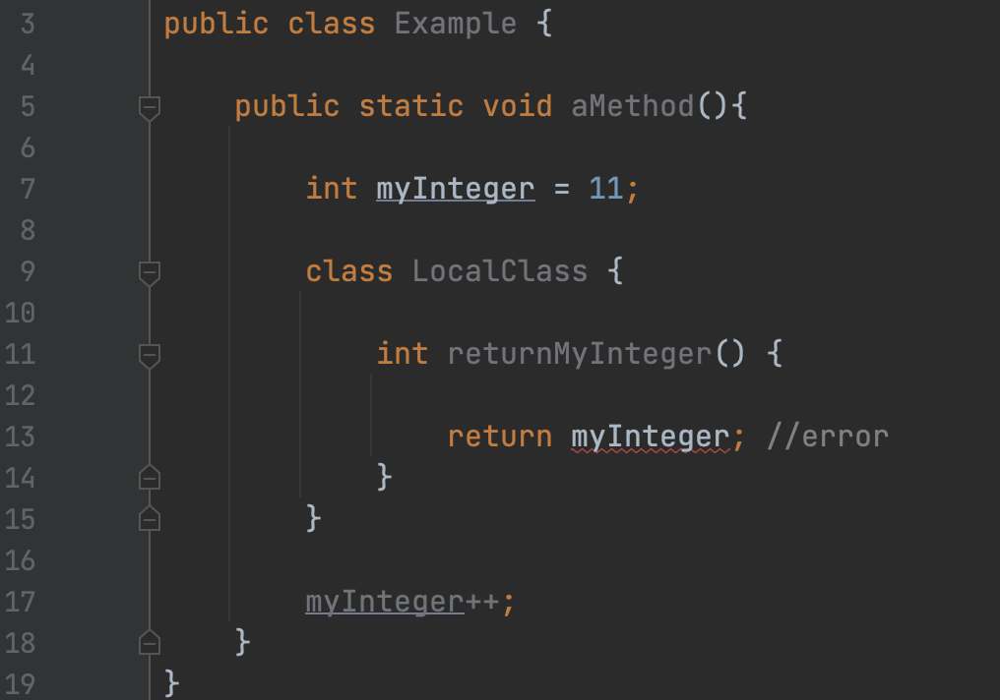 3 public class Example {
4
5     public static void aMethod(){
6
7         int myInteger = 11;
8
9         class LocalClass {
10
11             int returnMyInteger() {
12
13                 return myInteger; //error
14             }
15         }
16
17         myInteger++;
18     }
19 }